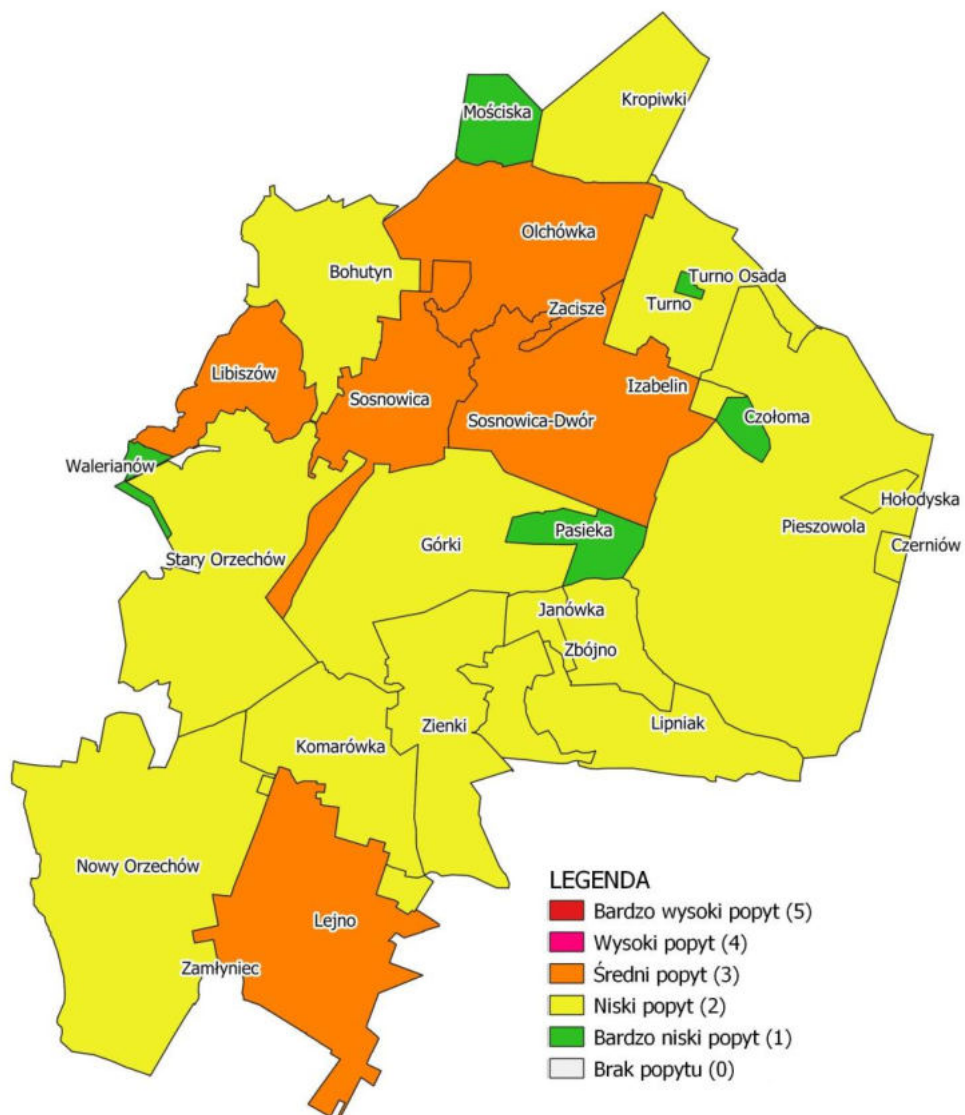 Kropiwki
Mościska
Olchówka
Bohutyn
Turno Osada
Turno
Zacisze
Libiszów
Izabelin
Sosnowica
Sosnowica-Dwór
Czołoma
Walerianów
Hołodyska
Pieszowola
Pasieka
Czerniów
Górki
Stary Orzechów
Janówka
Zbójno
Lipniak
Zienki
Komarówka
Nowy Orzechów
Lejno
Zamłyniec
LEGENDA
Bardzo wysoki popyt (5)
Wysoki popyt (4)
Średni popyt (3)
Niski popyt (2)
Bardzo niski popyt (1)
Brak popytu (0)